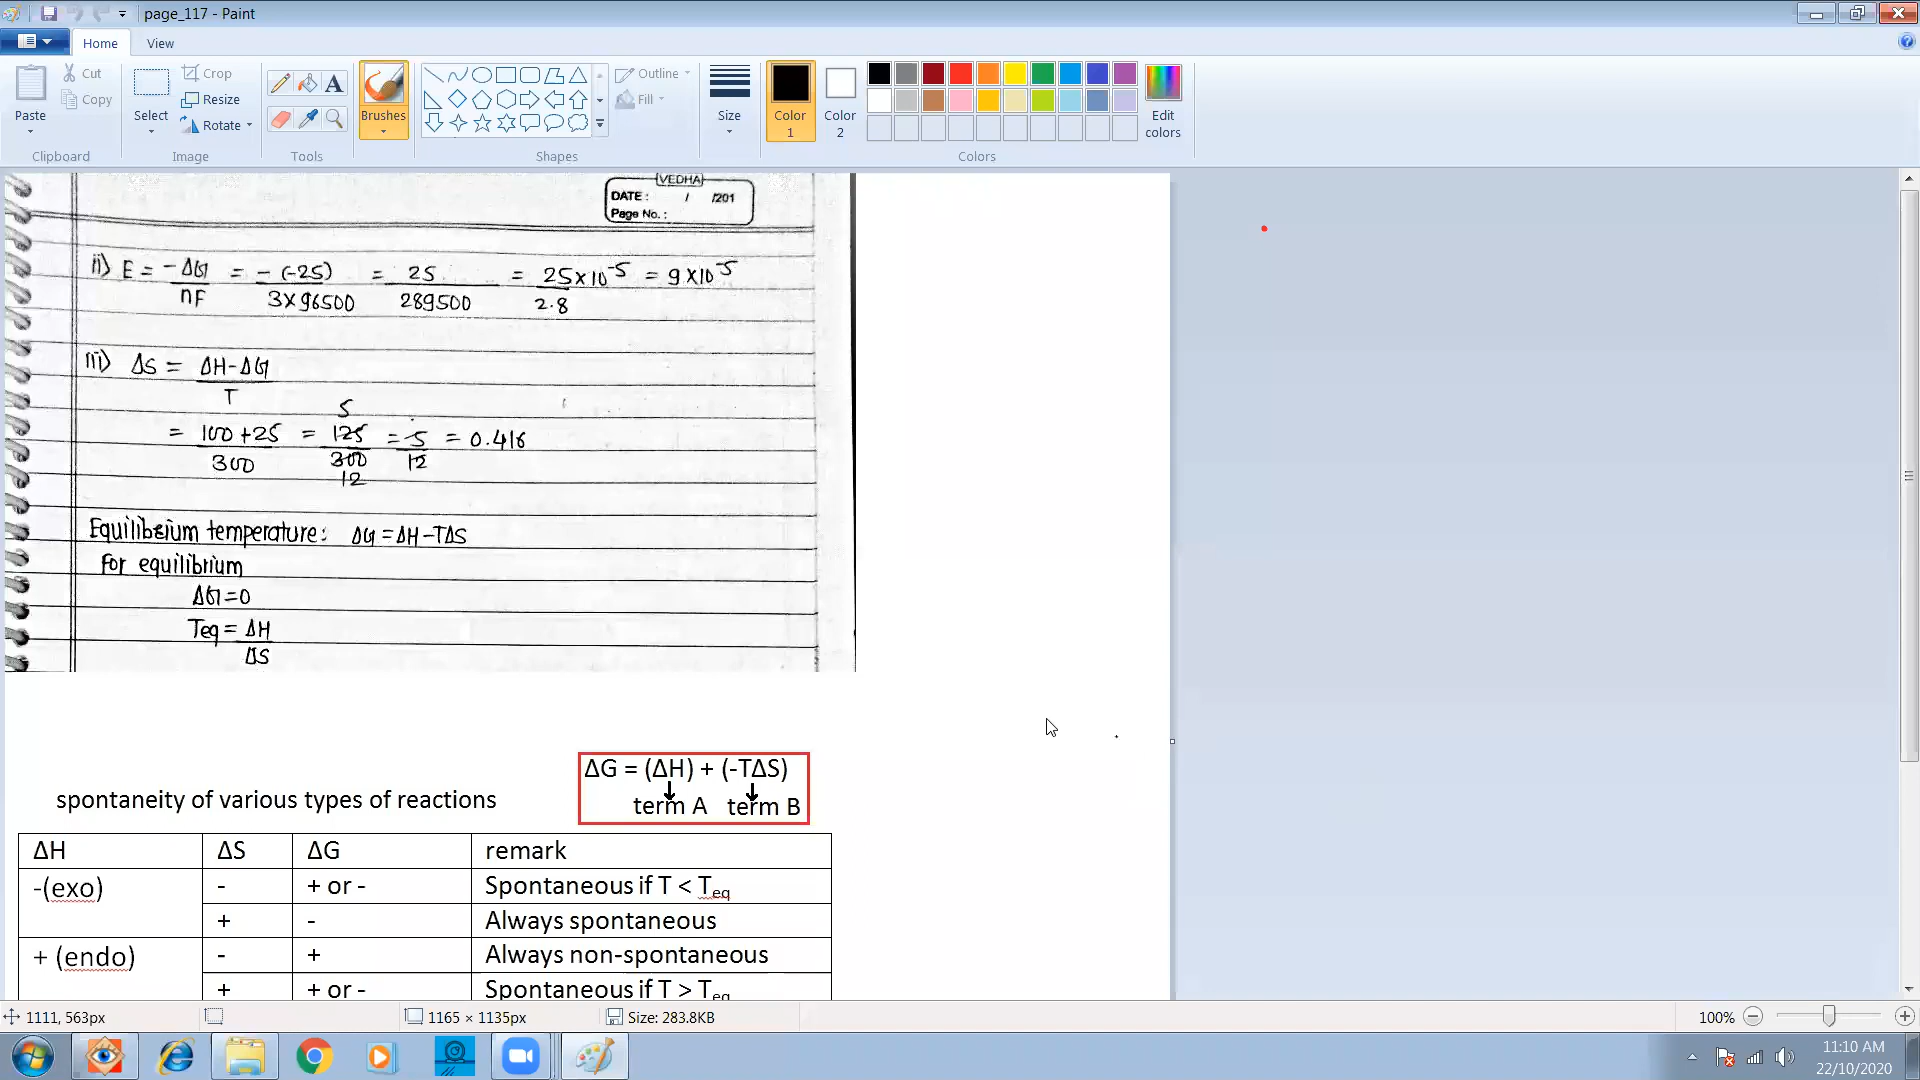 page_117 - Paint
Home View
Paste
Cut
Copy
Clipboard
Select
Crop
Resize
Rotate
Image
Tools
Brushes
Shapes
Outline
Fill
Size
Color 1
Color 2
Edit colors
Colors
VEDHA
DATE : / /201
Page No. :
ii) E = -ΔG/nF = -(-25)/3×96500 = 25/289500 = 25×10^-5/2.8 = 9×10^-5
iii) ΔS = ΔH-ΔG/T
= 100+25/300 = 125/300 = 5/12 = 0.416
5
12
Equilibrium temperature: ΔG = ΔH-TΔS
For equilibrium
ΔG=0
Teq = ΔH/ΔS
ΔG = (ΔH) + (-TΔS)
term A term B
spontaneity of various types of reactions
ΔH ΔS ΔG remark
-(exo) - + or - Spontaneous if T < Teq
+ - Always spontaneous
+ (endo) - + Always non-spontaneous
+ + or - Spontaneous if T > Teq
1111, 563px
1165 × 1135px
Size: 283.8KB
100%
11:10 AM
22/10/2020